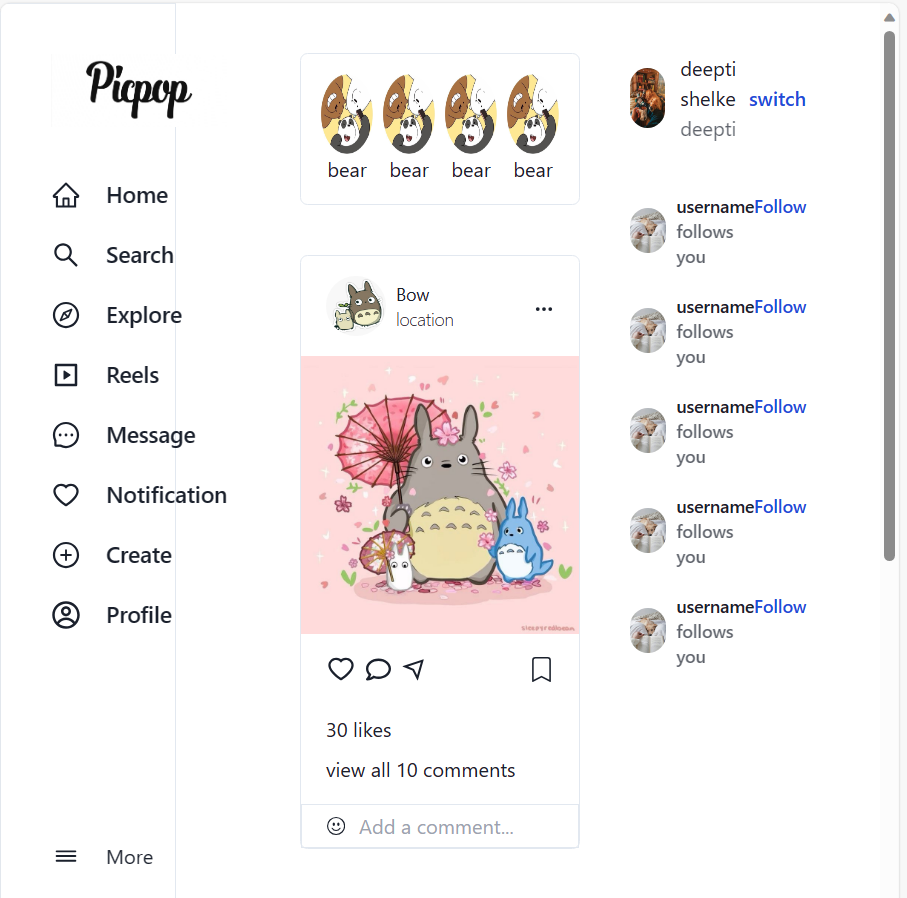 Picpop
Home
Search
Explore
Reels
Message
Notification
Create
Profile
More
bear bear bear bear
Bow
location
30 likes
view all 10 comments
Add a comment...
deepti
shelke switch
deepti
usernameFollow
follows
you
usernameFollow
follows
you
usernameFollow
follows
you
usernameFollow
follows
you
usernameFollow
follows
you